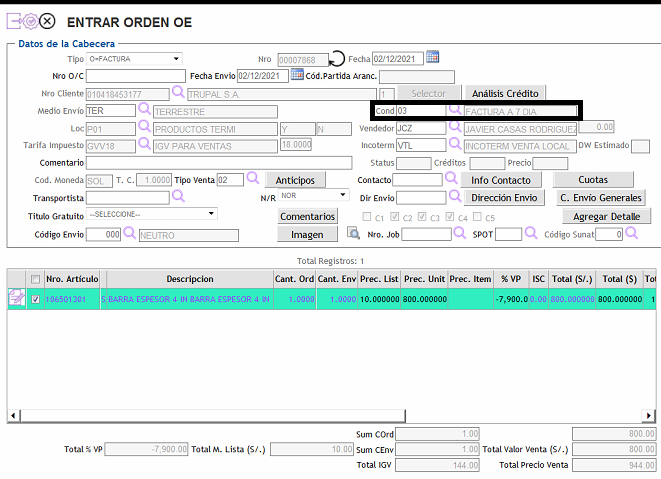 ENTRAR ORDEN OE
Datos de la Cabecera
Tipo O=FACTURA Nro 00007868 Fecha 02/12/2021
Nro O/C Fecha Envio 02/12/2021 Cód.Partida Aranc.
Nro Cliente 010418453177 TRUPAL S.A. 1 Selector Análisis Crédito
Medio Envío TER TERRESTRE Cond 03 FACTURA A 7 DIA
Loc P01 PRODUCTOS TERMI Y N Vendedor JCZ JAVIER CASAS RODRIGUEZ 0.00
Tarifa Impuesto GVV18 IGV PARA VENTAS 18.0000 Incoterm VTL INCOTERM VENTA LOCAL DW Estimado
Comentario Status Créditos Precio
Cod. Moneda SOL T. C. 1.0000 Tipo Venta 02 Anticipos Contacto Info Contacto Cuotas
Transportista N/R NOR Dir Envio Dirección Envio C. Envío Generales
Titulo Gratuito --SELECCIONE-- Comentarios C1 C2 C3 C4 C5 Agregar Detalle
Código Envio 000 NEUTRO Imagen Nro. Job SPOT Código Sunat 0
Total Registros: 1
Nro. Artículo Descripcion Cant. Ord Cant. Env Prec. List Prec. Unit Prec. Item % VP ISC Total (S/.) Total ($) Tot
106501301 S BARRA ESPESOR 4 IN BARRA ESPESOR 4 IN 1.0000 1.0000 10.000000 800.000000 -7,900.0 0.00 800.000000 800.000000 1
Sum COrd 1.00 800.00
Total % VP -7,900.00 Total M. Lista (S/.) 10.00 Sum CEnv 1.00 Total Valor Venta (S/.) 800.00
Total IGV 144.00 Total Precio Venta 944.00